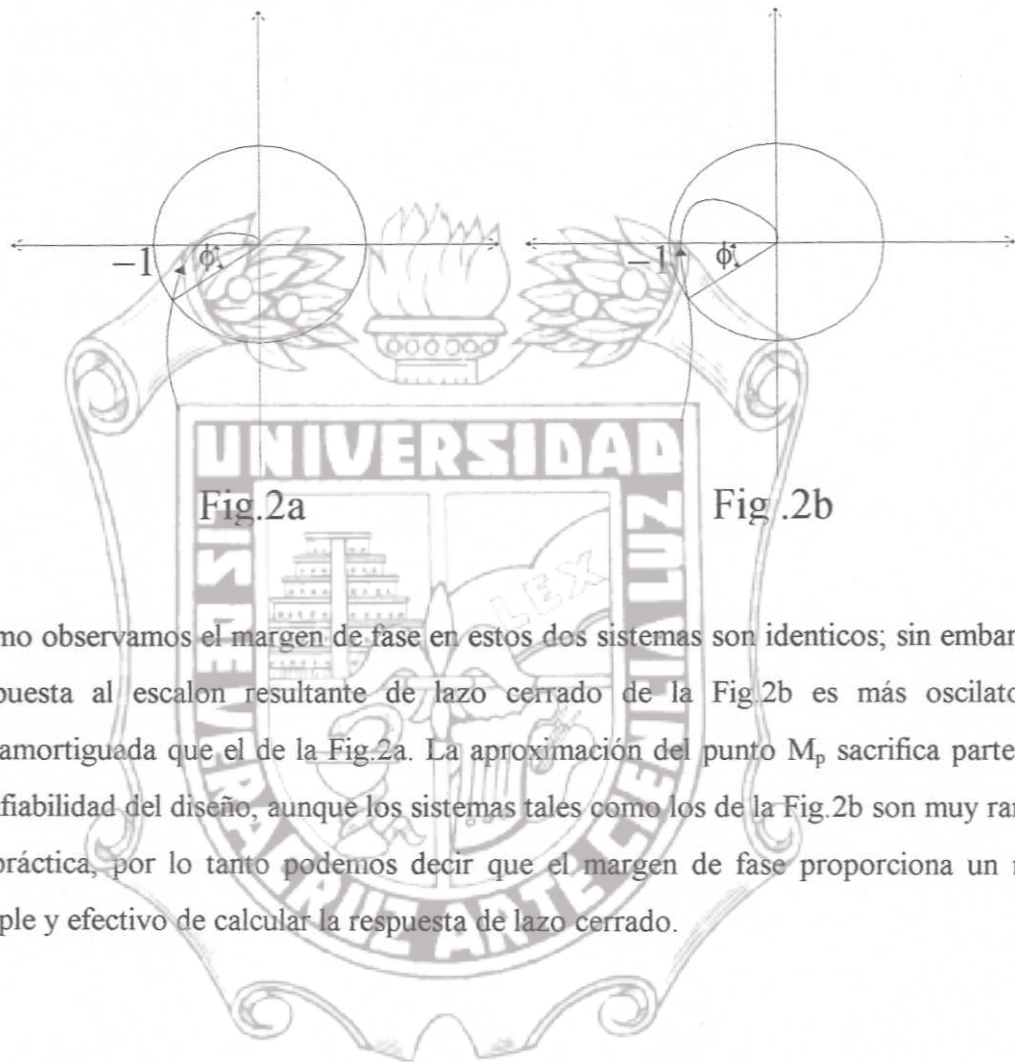 −1 ϕ −1 ϕ
Fig.2a Fig .2b
UNIVERSIDAD
VERACRUZANA
LEX
mo observamos el margen de fase en estos dos sistemas son identicos; sin embar
puesta al escalon resultante de lazo cerrado de la Fig.2b es más oscilato
amortiguada que el de la Fig.2a. La aproximación del punto Mp sacrifica parte
fiabilidad del diseño, aunque los sistemas tales como los de la Fig.2b son muy rar
práctica, por lo tanto podemos decir que el margen de fase proporciona un
ple y efectivo de calcular la respuesta de lazo cerrado.
ARTE CIENCIA LUZ